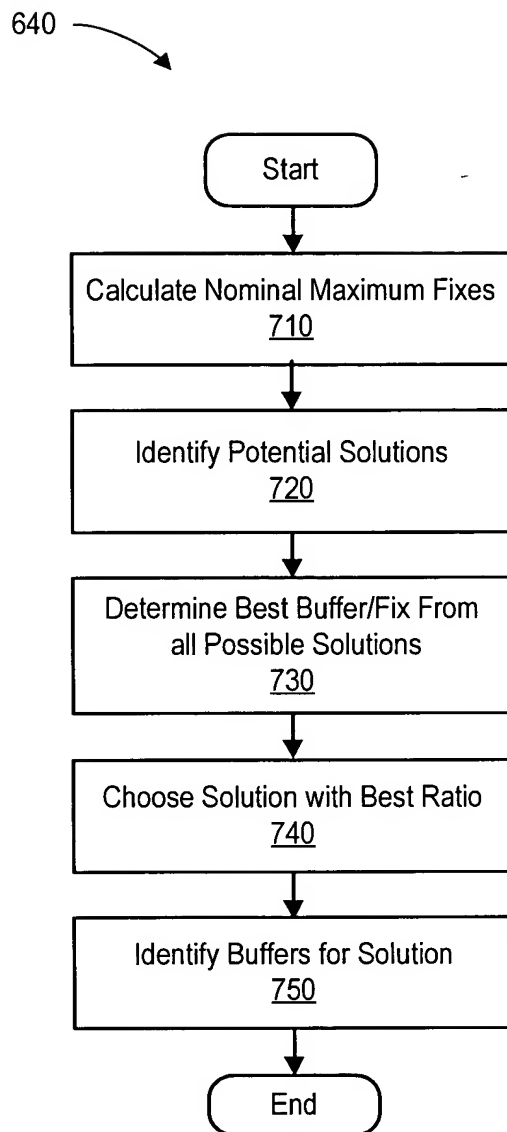 640
Start
Calculate Nominal Maximum Fixes
710
Identify Potential Solutions
720
Determine Best Buffer/Fix From
all Possible Solutions
730
Choose Solution with Best Ratio
740
Identify Buffers for Solution
750
End